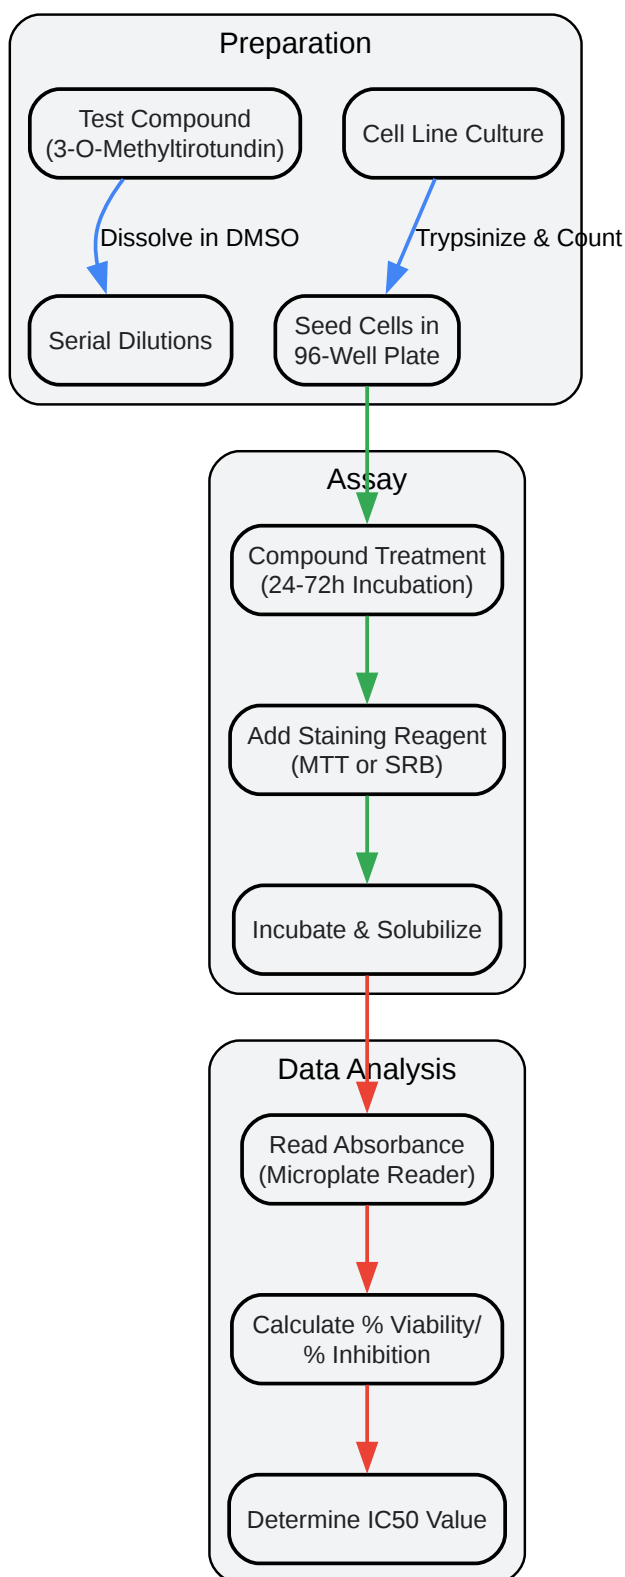 Preparation
Test Compound
(3-O-Methyltirotundin)
Cell Line Culture
Dissolve in DMSO
Trypsinize & Count
Serial Dilutions
Seed Cells in
96-Well Plate
Assay
Compound Treatment
(24-72h Incubation)
Add Staining Reagent
(MTT or SRB)
Incubate & Solubilize
Data Analysis
Read Absorbance
(Microplate Reader)
Calculate % Viability/
% Inhibition
Determine IC50 Value